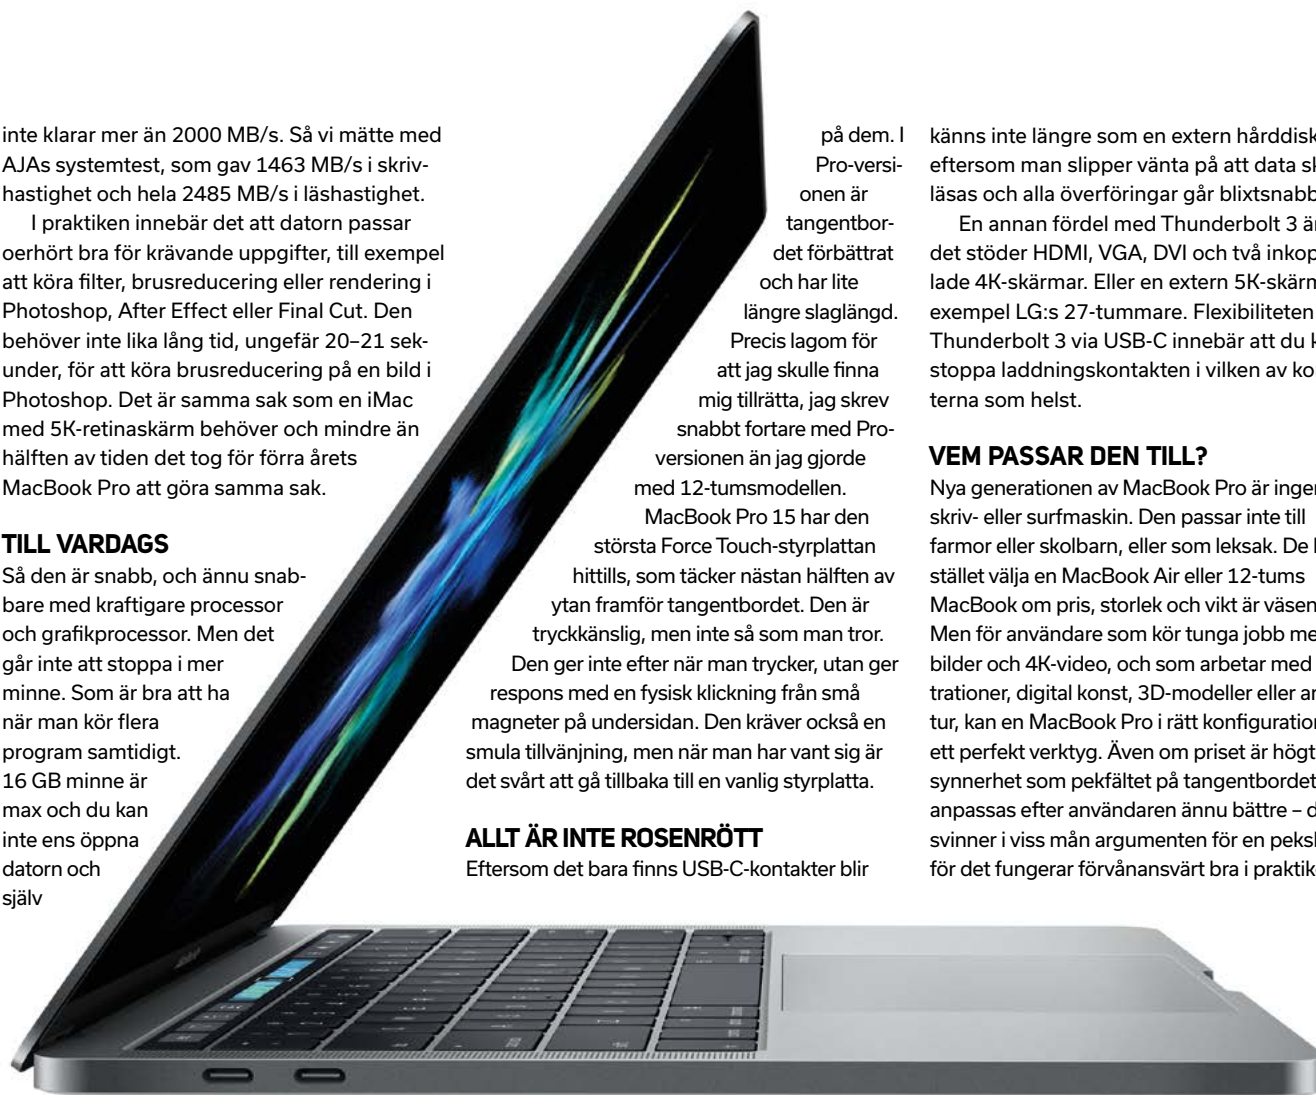 inte klarar mer än 2000 MB/s. Så vi mätte med
AJAs systemtest, som gav 1463 MB/s i skriv-
hastighet och hela 2485 MB/s i läshastighet.
I praktiken innebär det att datorn passar
oerhört bra för krävande uppgifter, till exempel
att köra filter, brusreducering eller rendering i
Photoshop, After Effect eller Final Cut. Den
behöver inte lika lång tid, ungefär 20–21 sek-
under, för att köra brusreducering på en bild i
Photoshop. Det är samma sak som en iMac
med 5K-retinaskärm behöver och mindre än
hälften av tiden det tog för förra årets
MacBook Pro att göra samma sak.
TILL VARDAGS
Så den är snabb, och ännu snab-
bare med kraftigare processor
och grafikprocessor. Men det
går inte att stoppa i mer
minne. Som är bra att ha
när man kör flera
program samtidigt.
16 GB minne är
max och du kan
inte ens öppna
datorn och
själv
på dem. I
Pro-versi-
onen är
tangentbor-
det förbättrat
och har lite
längre slaglängd.
Precis lagom för
att jag skulle finna
mig tillrätta, jag skrev
snabbt fortare med Pro-
versionen än jag gjorde
med 12-tumsmodellen.
MacBook Pro 15 har den
största Force Touch-styrplattan
hittills, som täcker nästan hälften av
ytan framför tangentbordet. Den är
tryckkänslig, men inte så som man tror.
Den ger inte efter när man trycker, utan ger
respons med en fysisk klickning från små
magneter på undersidan. Den kräver också en
smula tillvänjning, men när man har vant sig är
det svårt att gå tillbaka till en vanlig styrplatta.
ALLT ÄR INTE ROSENRÖTT
Eftersom det bara finns USB-C-kontakter blir
känns inte längre som en extern hårddisk
eftersom man slipper vänta på att data sk
läsas och alla överföringar går blixtsnabb
En annan fördel med Thunderbolt 3 är
det stöder HDMI, VGA, DVI och två inkop
lade 4K-skärmar. Eller en extern 5K-skärm
exempel LG:s 27-tummare. Flexibiliteten
Thunderbolt 3 via USB-C innebär att du k
stoppa laddningskontakten i vilken av ko
terna som helst.
VEM PASSAR DEN TILL?
Nya generationen av MacBook Pro är ingen
skriv- eller surfmaskin. Den passar inte till
farmor eller skolbarn, eller som leksak. De
stället välja en MacBook Air eller 12-tums
MacBook om pris, storlek och vikt är väsen
Men för användare som kör tunga jobb me
bilder och 4K-video, och som arbetar med
trationer, digital konst, 3D-modeller eller ar
tur, kan en MacBook Pro i rätt konfiguration
ett perfekt verktyg. Även om priset är högt
synnerhet som pekfältet på tangentbordet
anpassas efter användaren ännu bättre – d
svinner i viss mån argumenten för en peksk
för det fungerar förvånansvärt bra i praktik